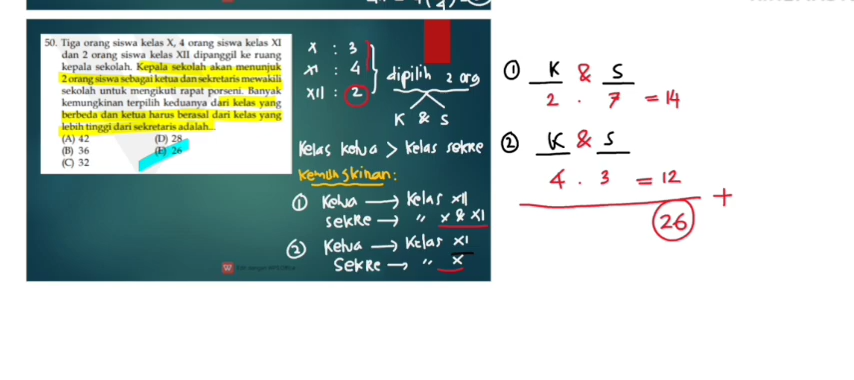 50. Tiga orang siswa kelas X, 4 orang siswa kelas XI
dan 2 orang siswa kelas XII dipanggil ke ruang
kepala sekolah. Kepala sekolah akan menunjuk
2 orang siswa sebagai ketua dan sekretaris mewakili
sekolah untuk mengikuti rapat porseni. Banyak
kemungkinan terpilih keduanya dari kelas yang
berbeda dan ketua harus berasal dari kelas yang
lebih tinggi dari sekretaris adalah...
(A) 42 (D) 28
(B) 36 (E) 26
(C) 32
X : 3
XI : 4
XII : 2
dipilih 2 org
K & S
Kelas Ketua > Kelas sekre
Kemungkinan:
① Ketua → Kelas XII
Sekre → " X & XI
② Ketua → Kelas XI
Sekre → " X
① K & S
2 . 7 = 14
② K & S
4 . 3 = 12
+
26